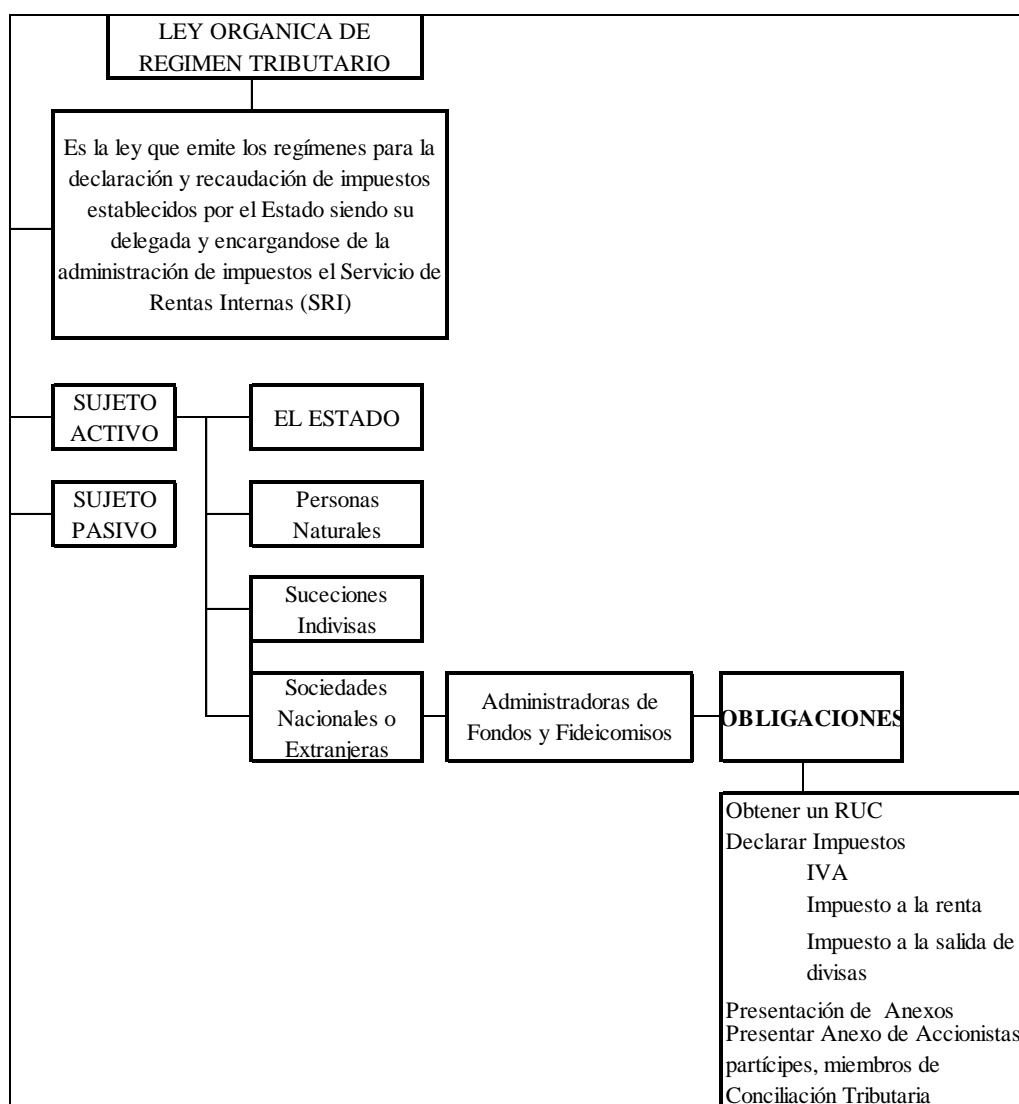 LEY ORGANICA DE
REGIMEN TRIBUTARIO
Es la ley que emite los regímenes para la
declaración y recaudación de impuestos
establecidos por el Estado siendo su
delegada y encargandose de la
administración de impuestos el Servicio de
Rentas Internas (SRI)
SUJETO
ACTIVO
EL ESTADO
SUJETO
PASIVO
Personas
Naturales
Suceciones
Indivisas
Sociedades
Nacionales o
Extranjeras
Administradoras de
Fondos y Fideicomisos
OBLIGACIONES
Obtener un RUC
Declarar Impuestos
IVA
Impuesto a la renta
Impuesto a la salida de
divisas
Presentación de Anexos
Presentar Anexo de Accionistas
partícipes, miembros de
Conciliación Tributaria